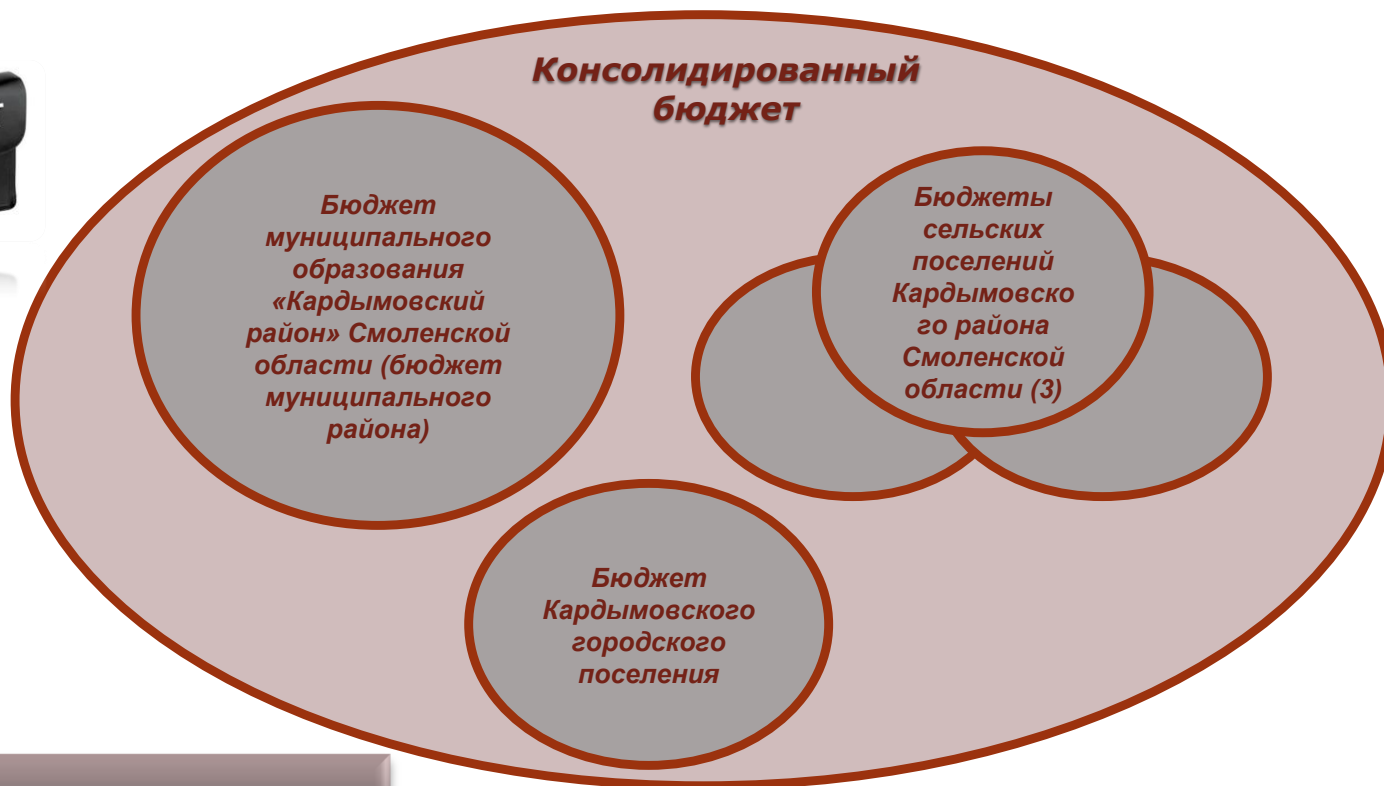 Консолидированный
бюджет
Бюджет
муниципального
образования
«Кардымовский
район» Смоленской
области (бюджет
муниципального
района)
Бюджеты
сельских
поселений
Кардымовско
го района
Смоленской
области (3)
Бюджет
Кардымовского
городского
поселения